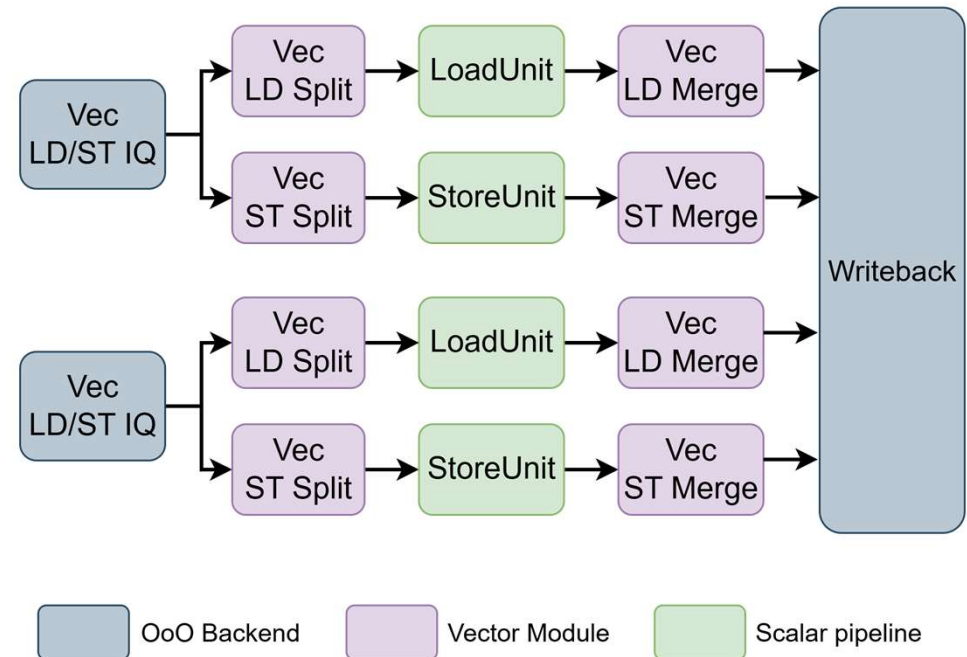 Vec
LD/ST IQ
Vec
LD Split
LoadUnit
Vec
LD Merge
Vec
ST Split
StoreUnit
Vec
ST Merge
Writeback
Vec
LD/ST IQ
Vec
LD Split
LoadUnit
Vec
LD Merge
Vec
ST Split
StoreUnit
Vec
ST Merge
OoO Backend
Vector Module
Scalar pipeline